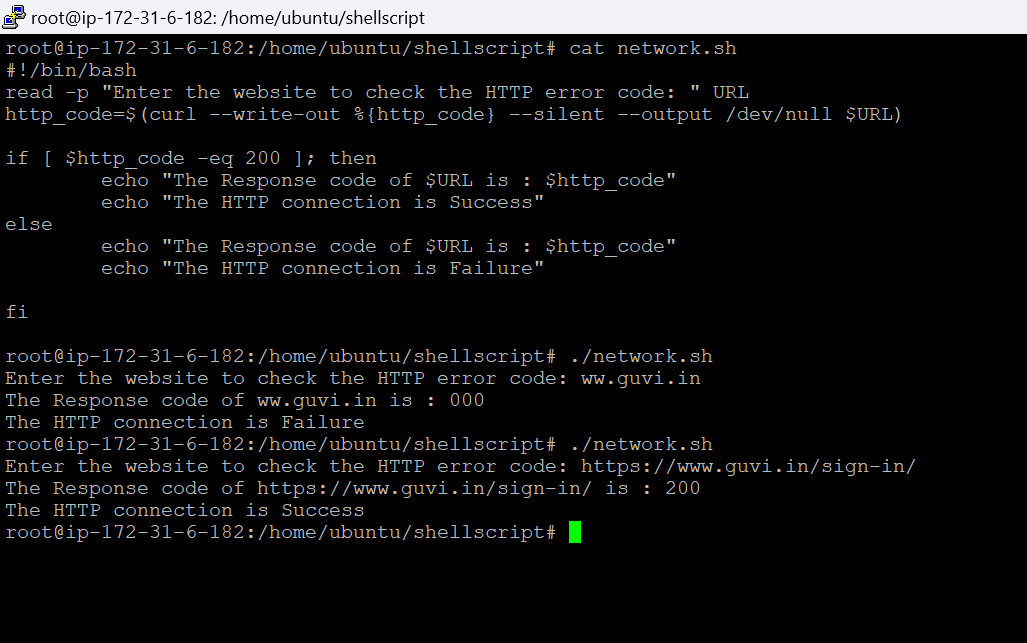 root@ip-172-31-6-182: /home/ubuntu/shellscript
root@ip-172-31-6-182:/home/ubuntu/shellscript# cat network.sh
#!/bin/bash
read -p "Enter the website to check the HTTP error code: " URL
http_code=$(curl --write-out %{http_code} --silent --output /dev/null $URL)
if [ $http_code -eq 200 ]; then
echo "The Response code of $URL is : $http_code"
echo "The HTTP connection is Success"
else
echo "The Response code of $URL is : $http_code"
echo "The HTTP connection is Failure"
fi
root@ip-172-31-6-182:/home/ubuntu/shellscript# ./network.sh
Enter the website to check the HTTP error code: ww.guvi.in
The Response code of ww.guvi.in is : 000
The HTTP connection is Failure
root@ip-172-31-6-182:/home/ubuntu/shellscript# ./network.sh
Enter the website to check the HTTP error code: https://www.guvi.in/sign-in/
The Response code of https://www.guvi.in/sign-in/ is : 200
The HTTP connection is Success
root@ip-172-31-6-182:/home/ubuntu/shellscript#